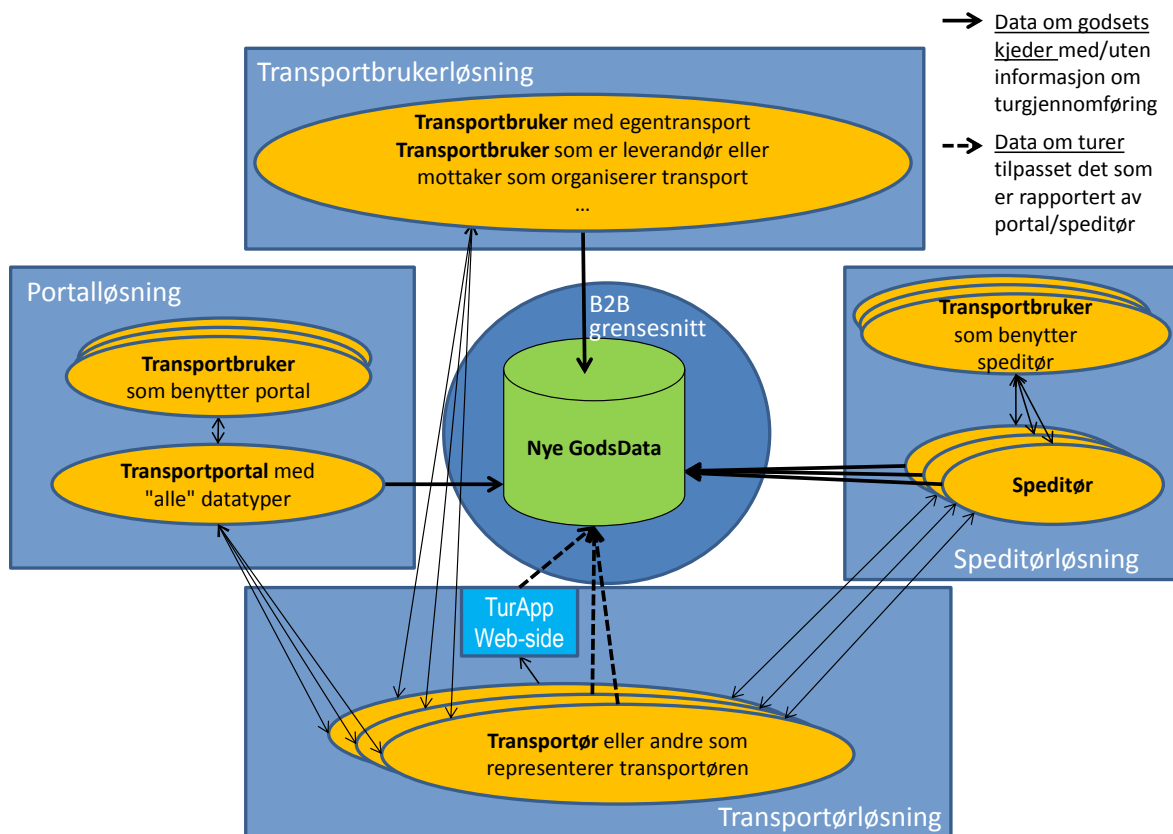 Data om godsets
kjeder med/uten
informasjon om
turgjennomføring
Data om turer
tilpasset det som
er rapportert av
portal/speditør
Transportbrukerløsning
Transportbruker med egentransport
Transportbruker som er leverandør eller
mottaker som organiserer transport
...
Portalløsning
Transportbruker
som benytter portal
Transportportal med
"alle" datatyper
B2B
grensesnitt
Nye GodsData
Transportbruker
som benytter
speditør
Speditør
Speditørløsning
TurApp
Web-side
Transportør eller andre som
representerer transportøren
Transportørløsning